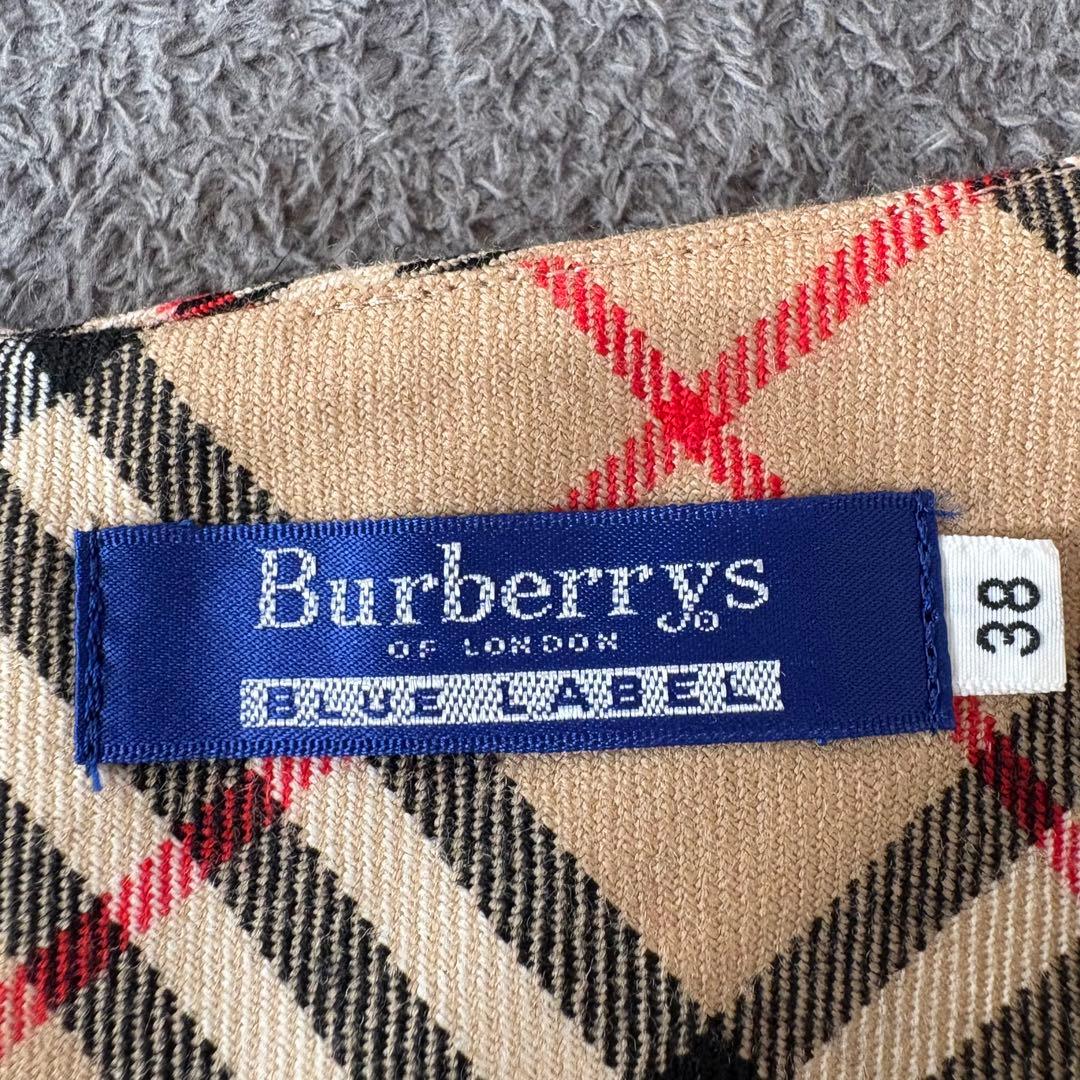 Burberrys®
OF LONDON
BLUE LABEL
38